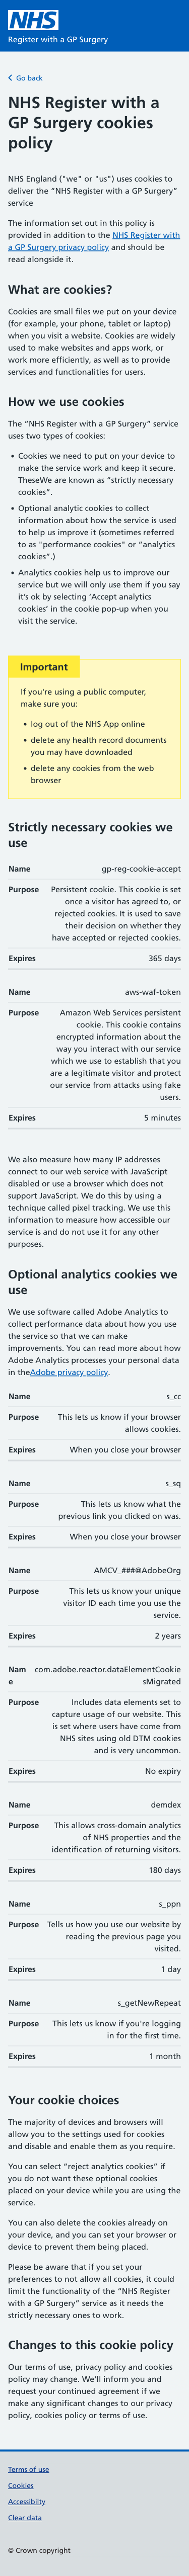 NHS
Register with a GP Surgery
Go back
NHS Register with a
GP Surgery cookies
policy
NHS England ("we" or "us") uses cookies to
deliver the “NHS Register with a GP Surgery”
service
The information set out in this policy is
provided in addition to the NHS Register with
a GP Surgery privacy policy and should be
read alongside it.
What are cookies?
Cookies are small files we put on your device
(for example, your phone, tablet or laptop)
when you visit a website. Cookies are widely
used to make websites and apps work, or
work more efficiently, as well as to provide
services and functionalities for users.
How we use cookies
The “NHS Register with a GP Surgery” service
uses two types of cookies:
• Cookies we need to put on your device to
make the service work and keep it secure.
TheseWe are known as “strictly necessary
cookies”.
• Optional analytic cookies to collect
information about how the service is used
to help us improve it (sometimes referred
to as "performance cookies" or “analytics
cookies”.)
• Analytics cookies help us to improve our
service but we will only use them if you say
it’s ok by selecting ‘Accept analytics
cookies’ in the cookie pop-up when you
visit the service.
Important
If you're using a public computer,
make sure you:
• log out of the NHS App online
• delete any health record documents
you may have downloaded
• delete any cookies from the web
browser
Strictly necessary cookies we
use
Name gp-reg-cookie-accept
Purpose Persistent cookie. This cookie is set
once a visitor has agreed to, or
rejected cookies. It is used to save
their decision on whether they
have accepted or rejected cookies.
Expires 365 days
Name aws-waf-token
Purpose Amazon Web Services persistent
cookie. This cookie contains
encrypted information about the
way you interact with our service
which we use to establish that you
are a legitimate visitor and protect
our service from attacks using fake
users.
Expires 5 minutes
We also measure how many IP addresses
connect to our web service with JavaScript
disabled or use a browser which does not
support JavaScript. We do this by using a
technique called pixel tracking. We use this
information to measure how accessible our
service is and do not use it for any other
purposes.
Optional analytics cookies we
use
We use software called Adobe Analytics to
collect performance data about how you use
the service so that we can make
improvements. You can read more about how
Adobe Analytics processes your personal data
in theAdobe privacy policy.
Name s_cc
Purpose This lets us know if your browser
allows cookies.
Expires When you close your browser
Name s_sq
Purpose This lets us know what the
previous link you clicked on was.
Expires When you close your browser
Name AMCV_###@AdobeOrg
Purpose This lets us know your unique
visitor ID each time you use the
service.
Expires 2 years
Nam com.adobe.reactor.dataElementCookie
e sMigrated
Purpose Includes data elements set to
capture usage of our website. This
is set where users have come from
NHS sites using old DTM cookies
and is very uncommon.
Expires No expiry
Name demdex
Purpose This allows cross-domain analytics
of NHS properties and the
identification of returning visitors.
Expires 180 days
Name s_ppn
Purpose Tells us how you use our website by
reading the previous page you
visited.
Expires 1 day
Name s_getNewRepeat
Purpose This lets us know if you're logging
in for the first time.
Expires 1 month
Your cookie choices
The majority of devices and browsers will
allow you to the settings used for cookies
and disable and enable them as you require.
You can select “reject analytics cookies” if
you do not want these optional cookies
placed on your device while you are using the
service.
You can also delete the cookies already on
your device, and you can set your browser or
device to prevent them being placed.
Please be aware that if you set your
preferences to not allow all cookies, it could
limit the functionality of the “NHS Register
with a GP Surgery” service as it needs the
strictly necessary ones to work.
Changes to this cookie policy
Our terms of use, privacy policy and cookies
policy may change. We'll inform you and
request your continued agreement if we
make any significant changes to our privacy
policy, cookies policy or terms of use.
Terms of use
Cookies
Accessibilty
Clear data
© Crown copyright